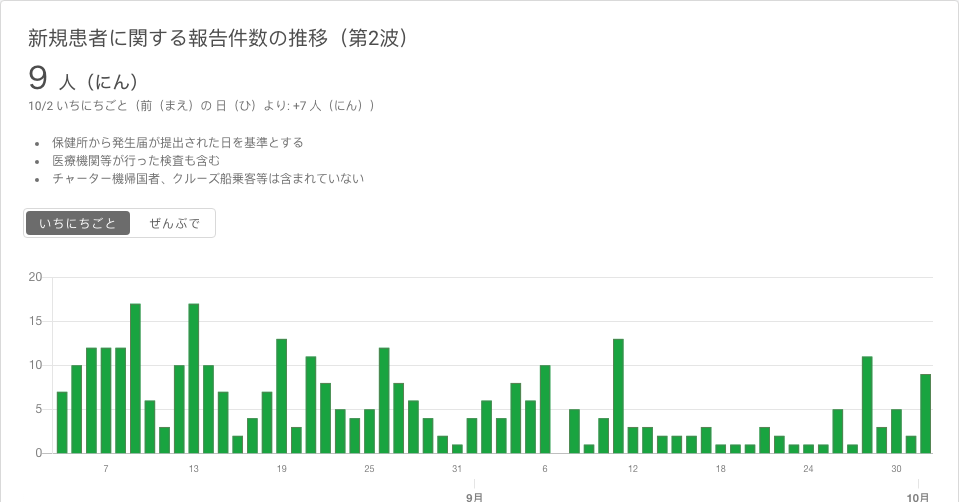 新規患者に関する報告件数の推移（第2波）
9 人（にん）
10/2 いちにちごと（前（まえ）の 日（ひ）より: +7 人（にん））
保健所から発生届が提出された日を基準とする
医療機関等が行った検査も含む
チャーター機帰国者、クルーズ船乗客等は含まれていない
いちにちごと ぜんぶで
20
15
10
5
0
7 13 19 25 31 6 12 18 24 30
9月 10月